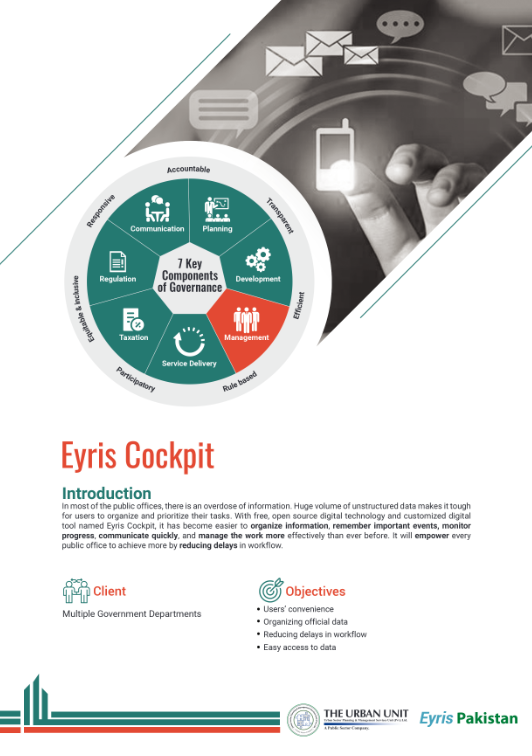 Accountable
Responsive
Transparent
Communication
Planning
7 Key
Components
of Governance
Regulation
Development
Equitable & Inclusive
Efficient
Taxation
Management
Service Delivery
Participatory
Rule based
Eyris Cockpit
Introduction
In most of the public offices, there is an overdose of information. Huge volume of unstructured data makes it tough
for users to organize and prioritize their tasks. With free, open source digital technology and customized digital
tool named Eyris Cockpit, it has become easier to organize information, remember important events, monitor
progress, communicate quickly, and manage the work more effectively than ever before. It will empower every
public office to achieve more by reducing delays in workflow.
Client
Multiple Government Departments
Objectives
• Users' convenience
• Organizing official data
• Reducing delays in workflow
• Easy access to data
THE URBAN UNIT
A Public Sector Company
Eyris Pakistan